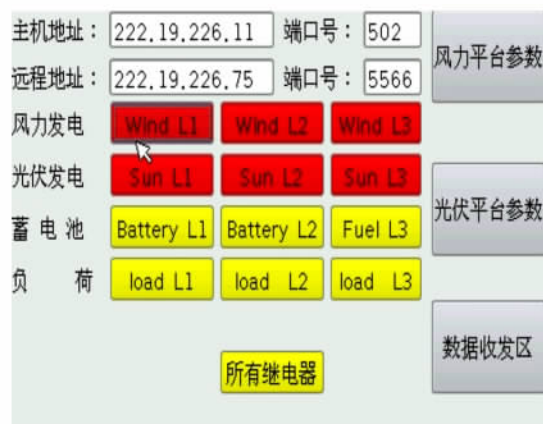 主机地址： 222.19.226.11 端口号： 502
风力平台参数
远程地址： 222.19.226.75 端口号： 5566
风力发电 Wind L1 Wind L2 Wind L3
光伏发电 Sun L1 Sun L2 Sun L3
光伏平台参数
蓄 电 池 Battery L1 Battery L2 Fuel L3
负 荷 load L1 load L2 load L3
数据收发区
所有继电器